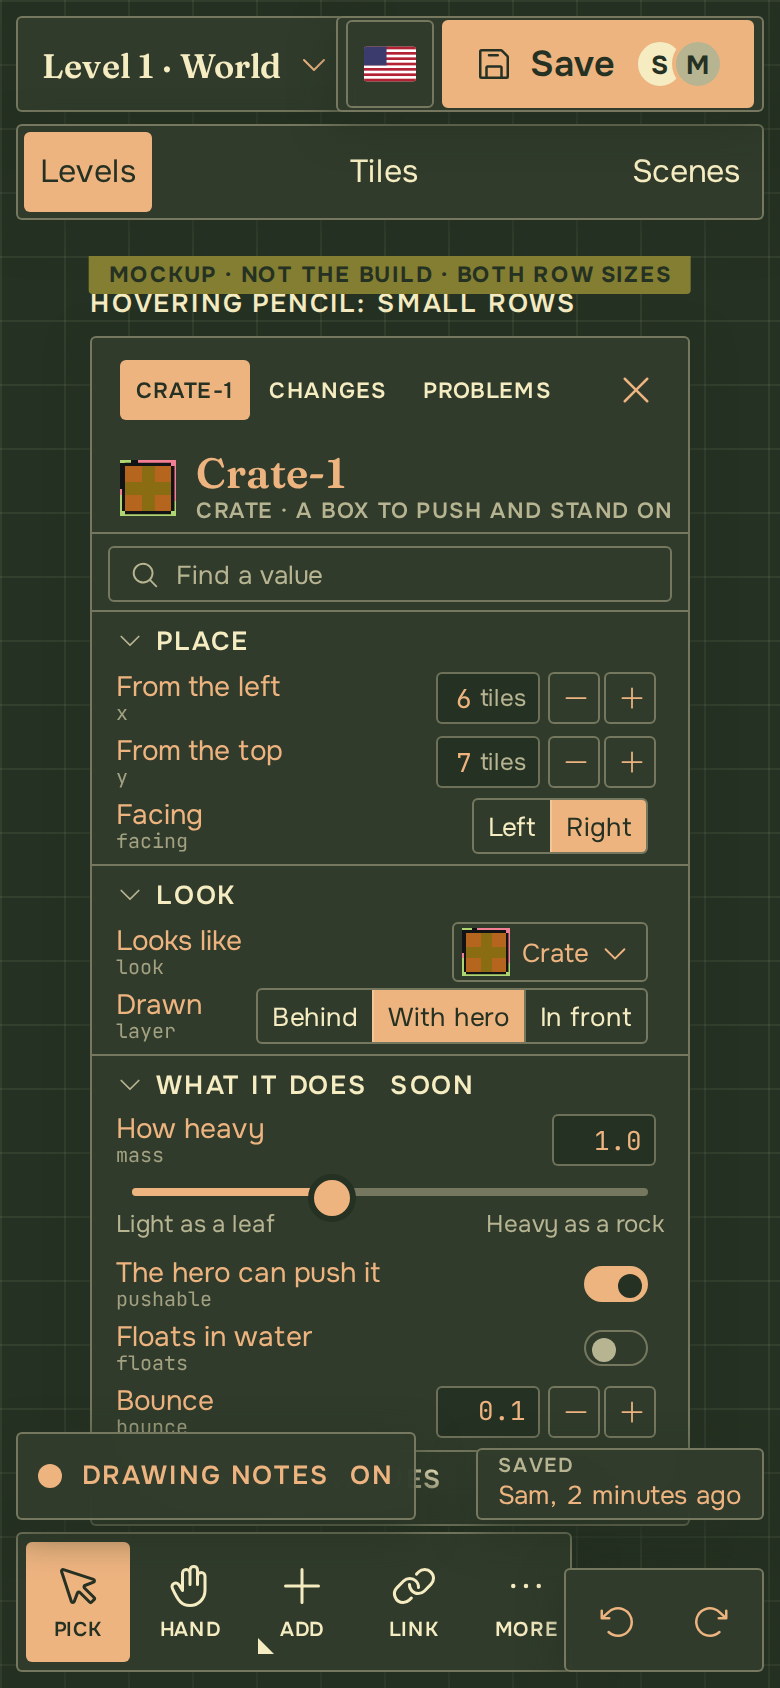 Level 1 · World
Save S M
Levels Tiles Scenes
MOCKUP · NOT THE BUILD · BOTH ROW SIZES
HOVERING PENCIL: SMALL ROWS
CRATE-1 CHANGES PROBLEMS
Crate-1
CRATE · A BOX TO PUSH AND STAND ON
Find a value
PLACE
From the left 6 tiles
x
From the top 7 tiles
y
Facing Left Right
facing
LOOK
Looks like Crate
look
Drawn Behind With hero In front
layer
WHAT IT DOES SOON
How heavy 1.0
mass
Light as a leaf Heavy as a rock
The hero can push it
pushable
Floats in water
floats
Bounce 0.1
bounce
DRAWING NOTES ON
SAVED
Sam, 2 minutes ago
PICK HAND ADD LINK MORE